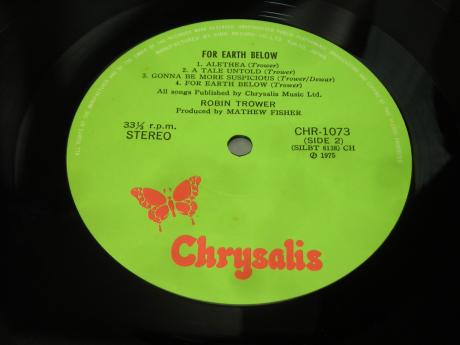 FOR EARTH BELOW
1. ALETHEA (Trower)
2. A TALE UNTOLD (Trower)
3. GONNA BE MORE SUSPICIOUS (Trower/Dewar)
4. FOR EARTH BELOW (Trower)
All songs Published by Chrysalis Music Ltd.
ROBIN TROWER
Produced by MATHEW FISHER
33⅓ r.p.m.
STEREO
CHR-1073
(SIDE 2)
(SILBT 6138) CH
Ⓟ 1975
Chrysalis